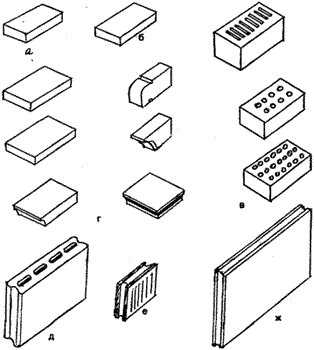 а б
г в
д е ж